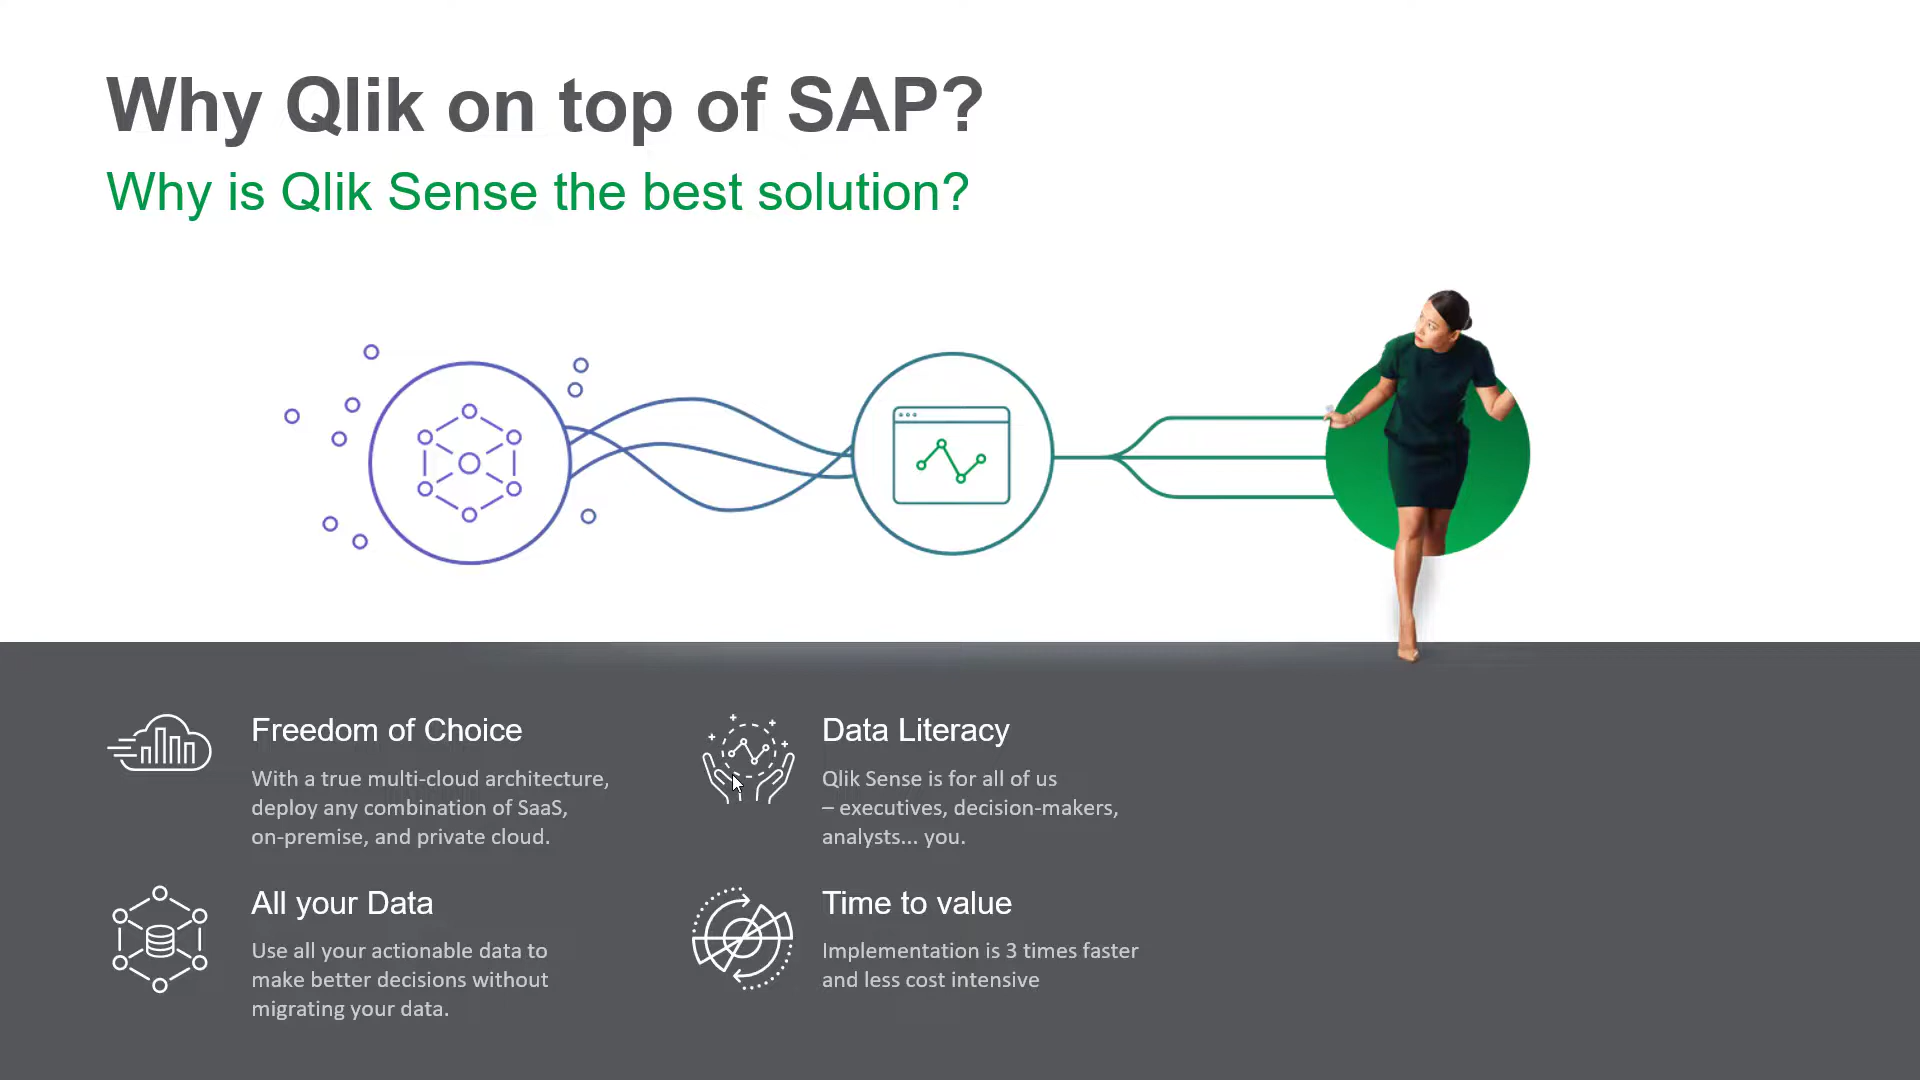 Why Qlik on top of SAP?
Why is Qlik Sense the best solution?
Freedom of Choice
With a true multi-cloud architecture,
deploy any combination of SaaS,
on-premise, and private cloud.
Data Literacy
Qlik Sense is for all of us
– executives, decision-makers,
analysts... you.
All your Data
Use all your actionable data to
make better decisions without
migrating your data.
Time to value
Implementation is 3 times faster
and less cost intensive